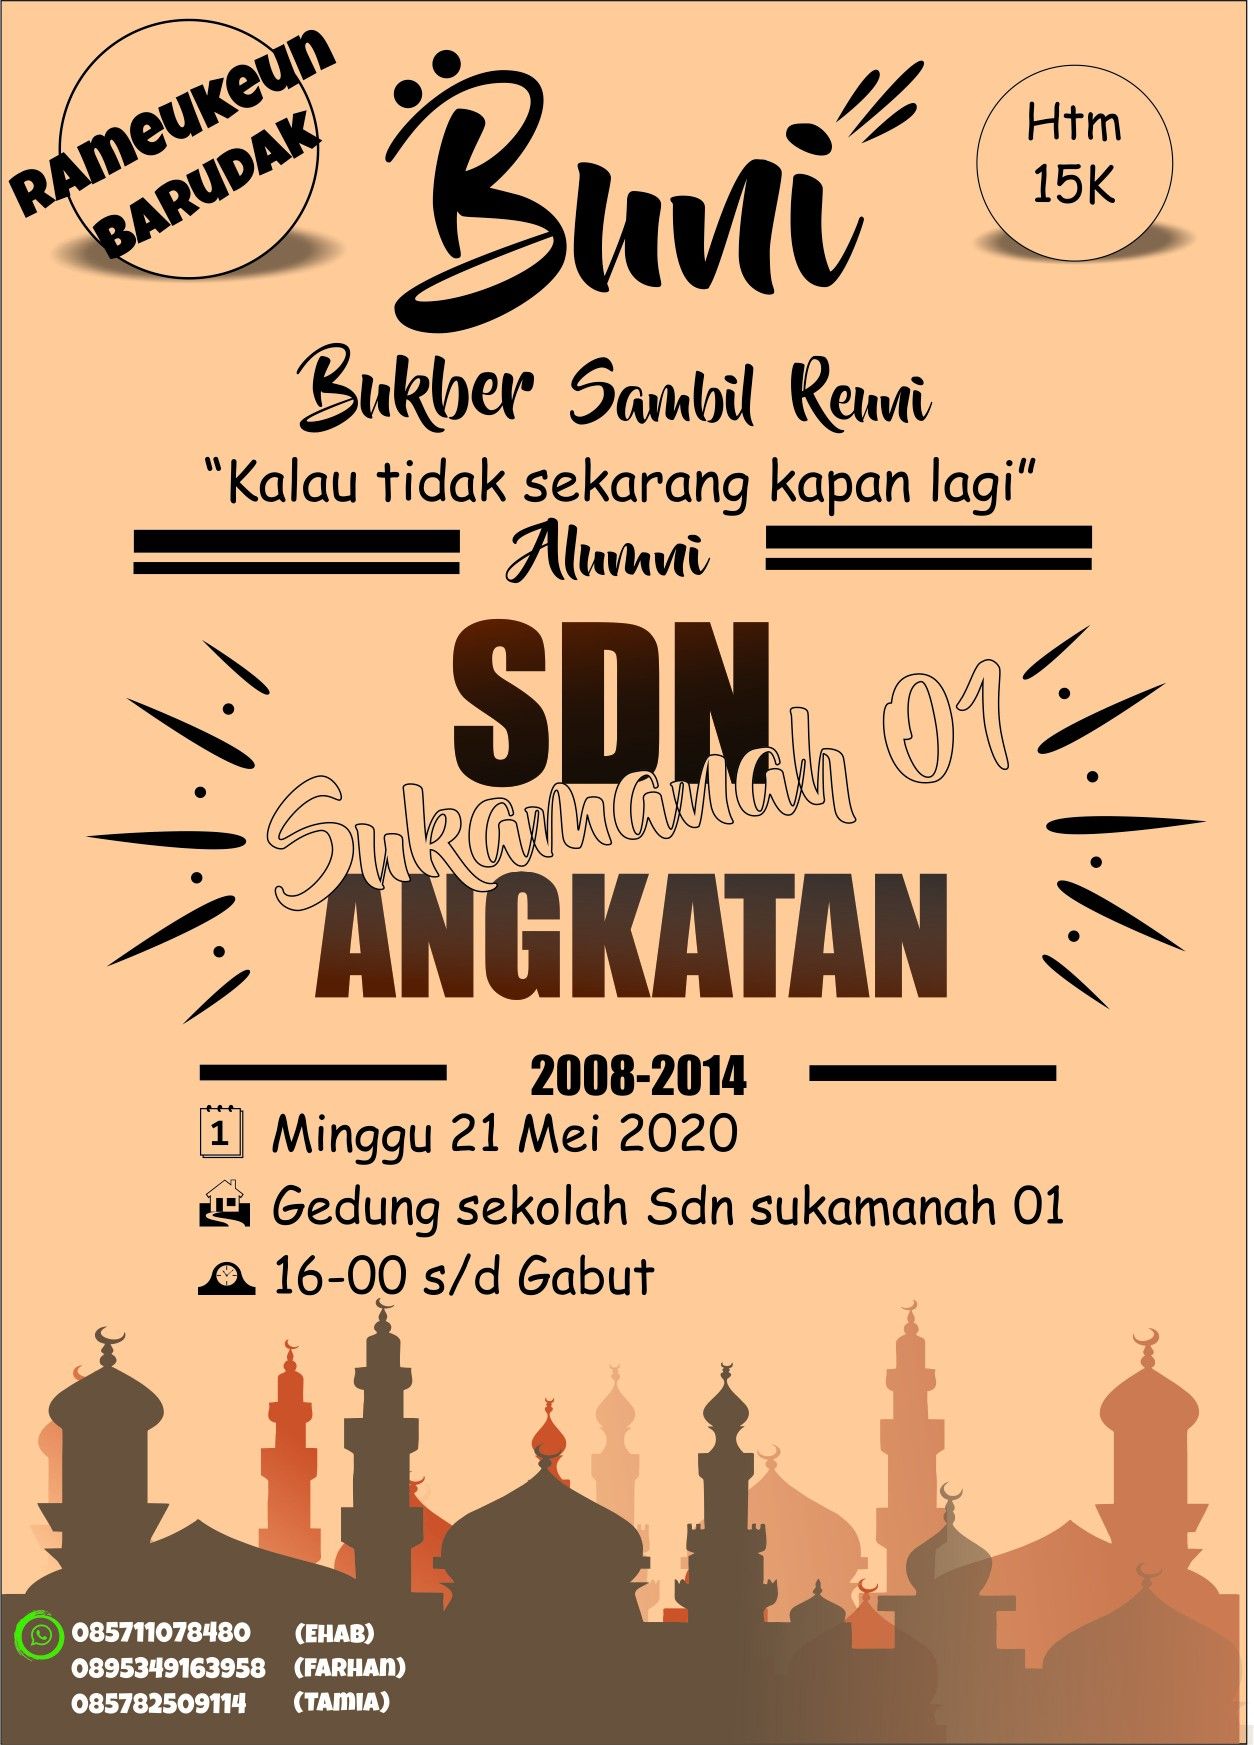 RAmeukeun
BARUDAK
Buni
Htm
15K
Bukber Sambil Reuni
“Kalau tidak sekarang kapan lagi”
Alumni
SDN
Sukamanah 01
ANGKATAN
2008-2014
1
Minggu 21 Mei 2020
Gedung sekolah Sdn sukamanah 01
16-00 s/d Gabut
085711078480 (EHAB)
0895349163958 (FARHAn)
085782509114 (TAmIA)